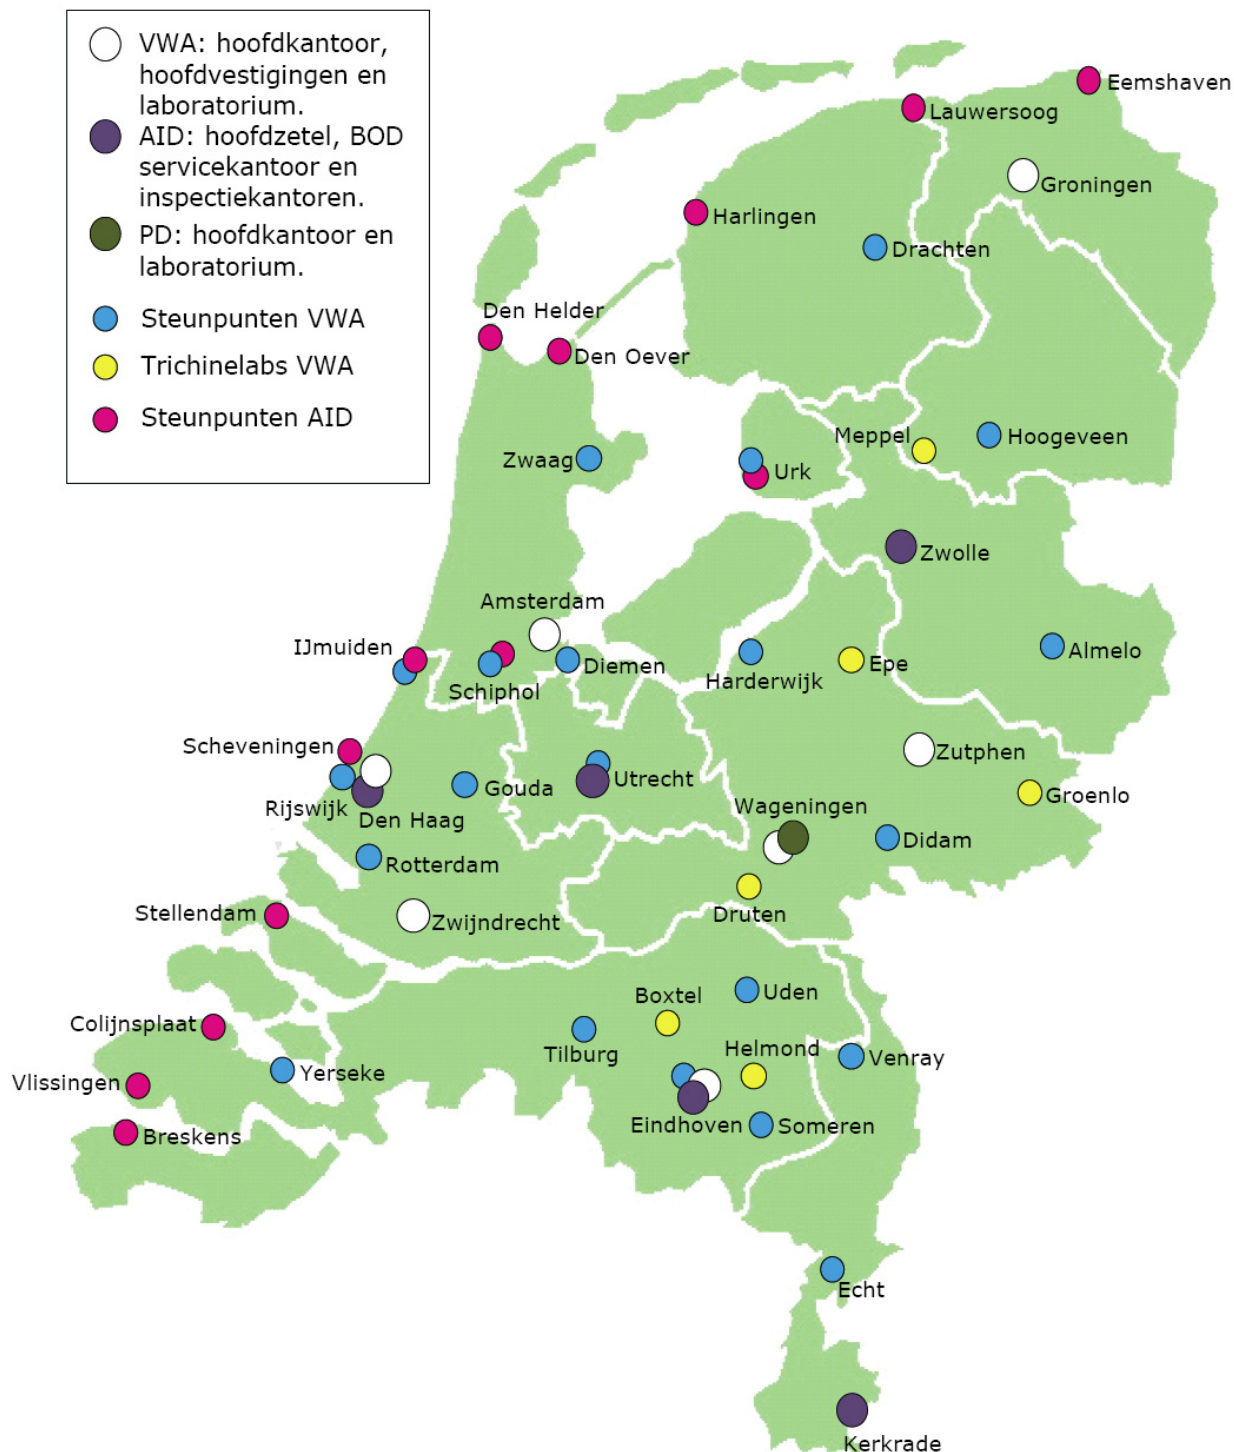 VWA: hoofdkantoor,
hoofdvestigingen en
laboratorium.
AID: hoofdzetel, BOD
servicekantoor en
inspectiekantoren.
PD: hoofdkantoor en
laboratorium.
Steunpunten VWA
Trichinelabs VWA
Steunpunten AID
Eemshaven
Lauwersoog
Groningen
Harlingen
Drachten
Den Helder
Den Oever
Meppel
Hoogeveen
Zwaag
Urk
Zwolle
Amsterdam
IJmuiden
Diemen
Almelo
Epe
Harderwijk
Schiphol
Scheveningen
Zutphen
Utrecht
Gouda
Groenlo
Rijswijk
Wageningen
Den Haag
Didam
Rotterdam
Stellendam
Druten
Zwijndrecht
Uden
Boxtel
Colijnsplaat
Tilburg
Helmond
Venray
Yerseke
Vlissingen
Eindhoven
Someren
Breskens
Echt
Kerkrade